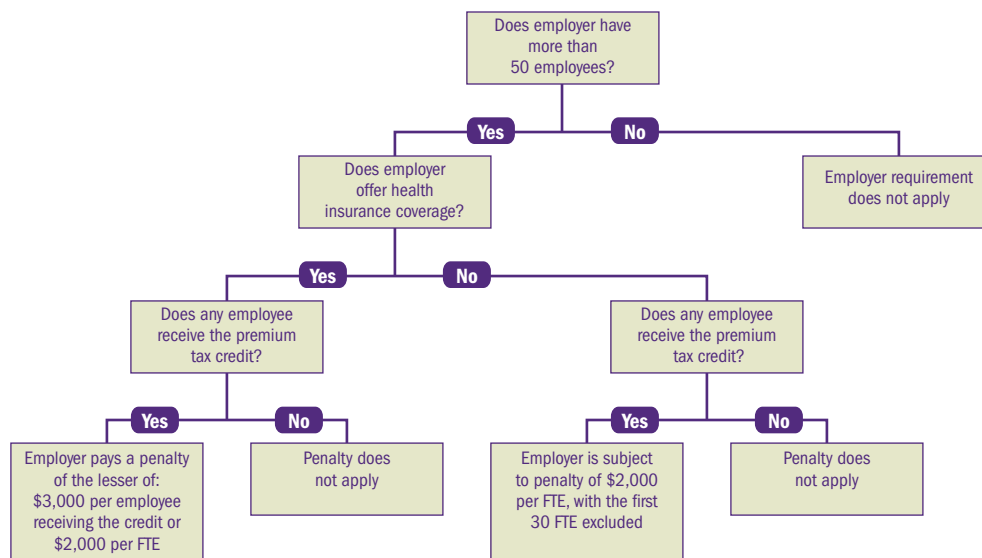 Does employer have
more than
50 employees?
Yes
No
Does employer
offer health
insurance coverage?
Employer requirement
does not apply
Yes
No
Does any employee
receive the premium
tax credit?
Does any employee
receive the premium
tax credit?
Yes
No
Yes
No
Employer pays a penalty
of the lesser of:
$3,000 per employee
receiving the credit or
$2,000 per FTE
Penalty does
not apply
Employer is subject
to penalty of $2,000
per FTE, with the first
30 FTE excluded
Penalty does
not apply